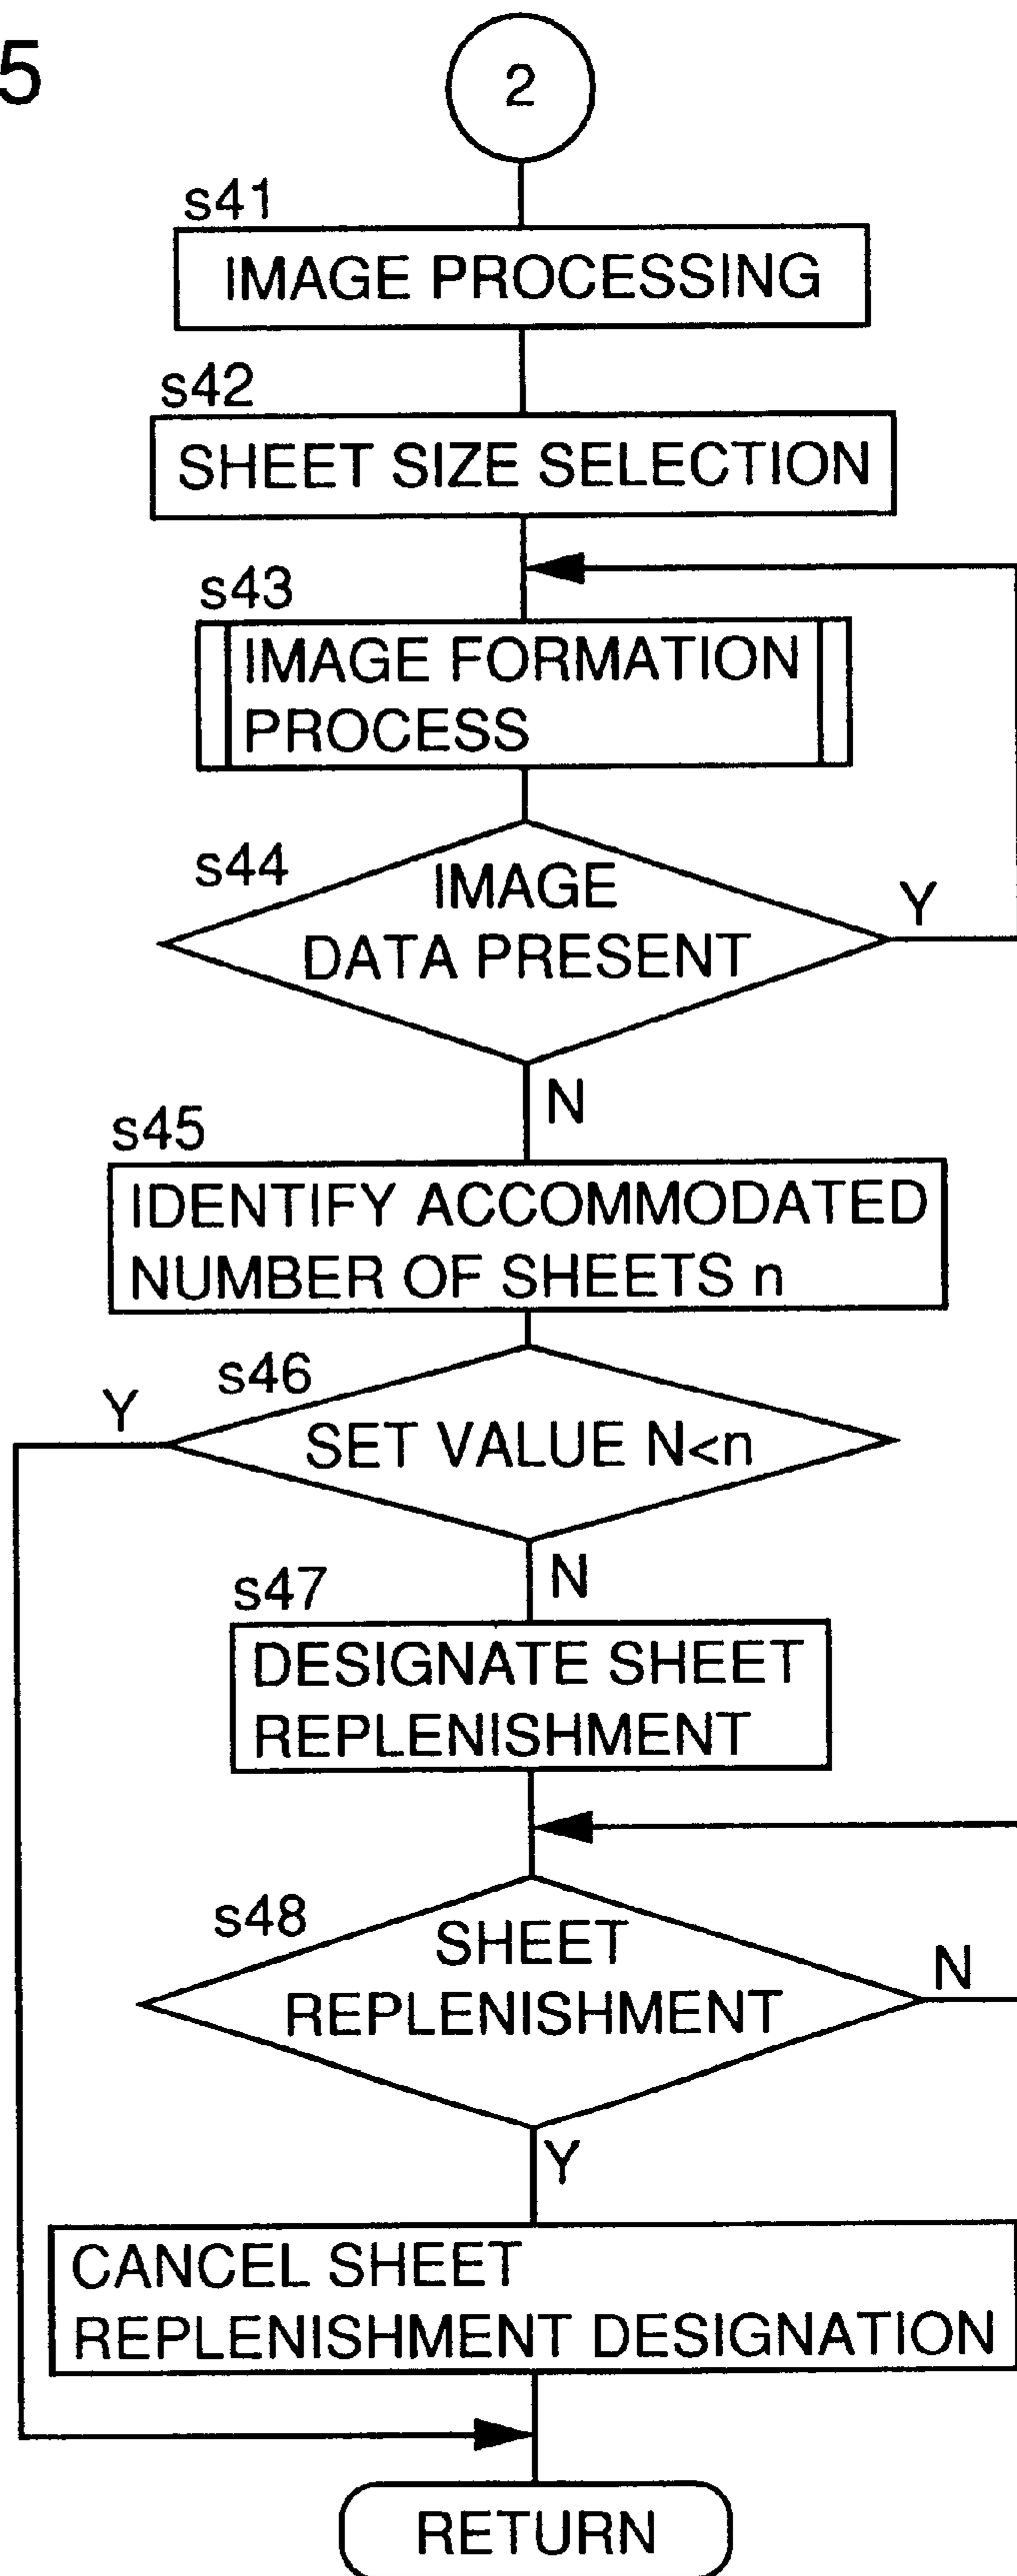 5
2
s41
IMAGE PROCESSING
s42
SHEET SIZE SELECTION
s43
IMAGE FORMATION
PROCESS
s44
IMAGE
DATA PRESENT
Y
N
s45
IDENTIFY ACCOMMODATED
NUMBER OF SHEETS n
s46
Y
SET VALUE N<n
N
s47
DESIGNATE SHEET
REPLENISHMENT
s48
SHEET
REPLENISHMENT
N
Y
CANCEL SHEET
REPLENISHMENT DESIGNATION
RETURN